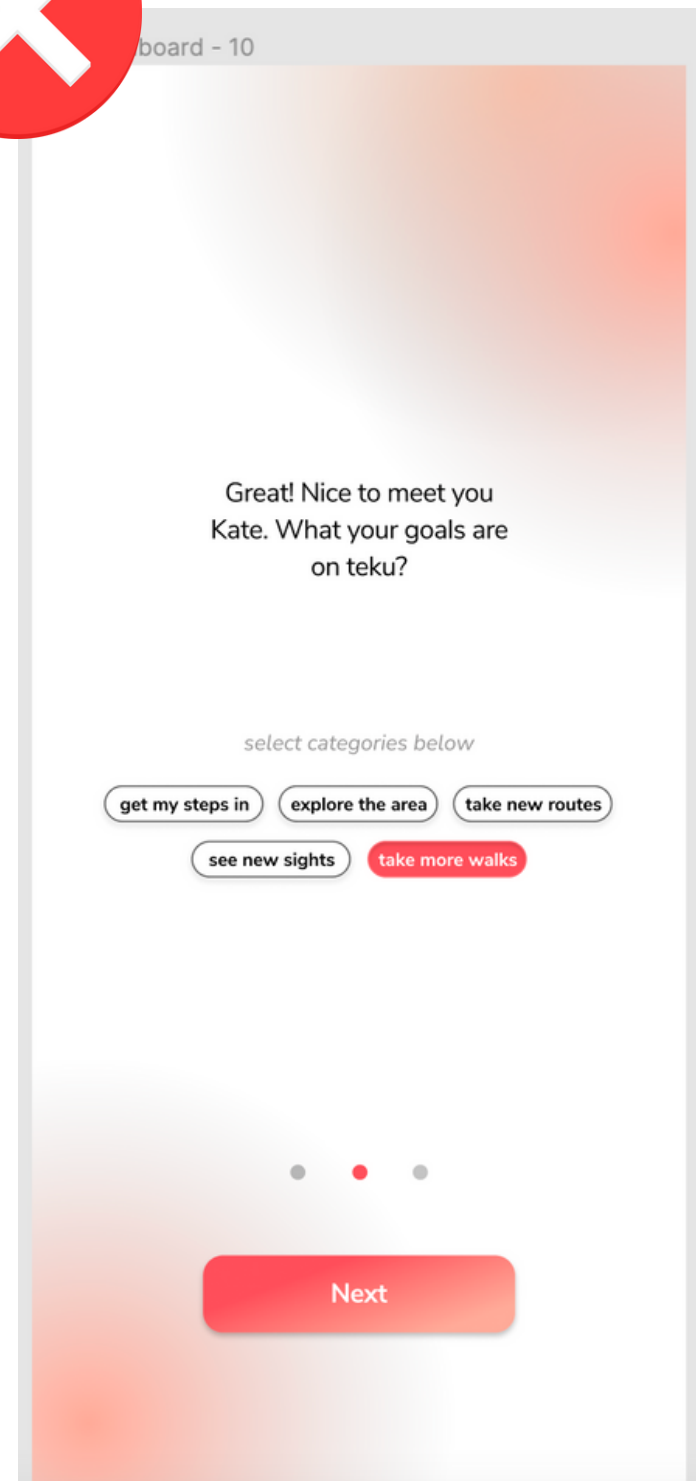 board - 10
Great! Nice to meet you
Kate. What your goals are
on teku?
select categories below
get my steps in explore the area take new routes
see new sights take more walks
Next